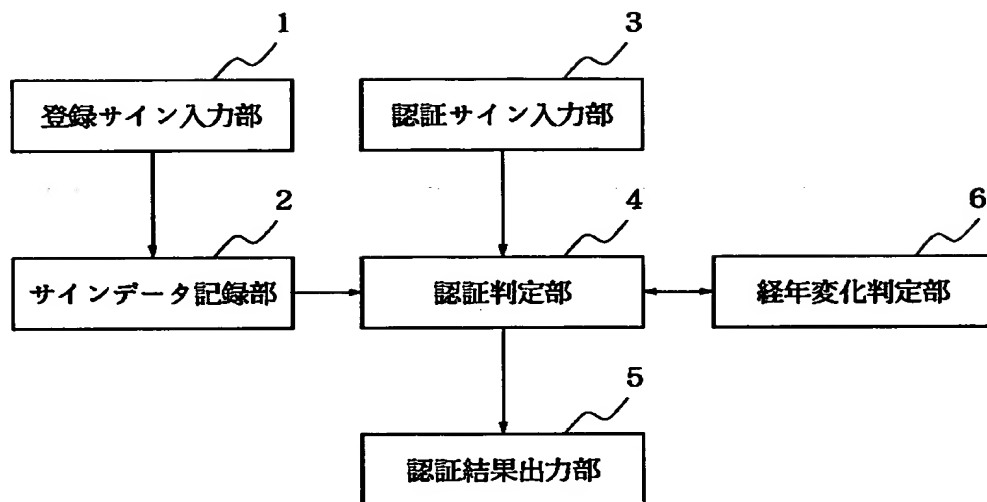 1
登録サイン入力部
3
認証サイン入力部
2
サインデータ記録部
4
認証判定部
6
経年変化判定部
5
認証結果出力部